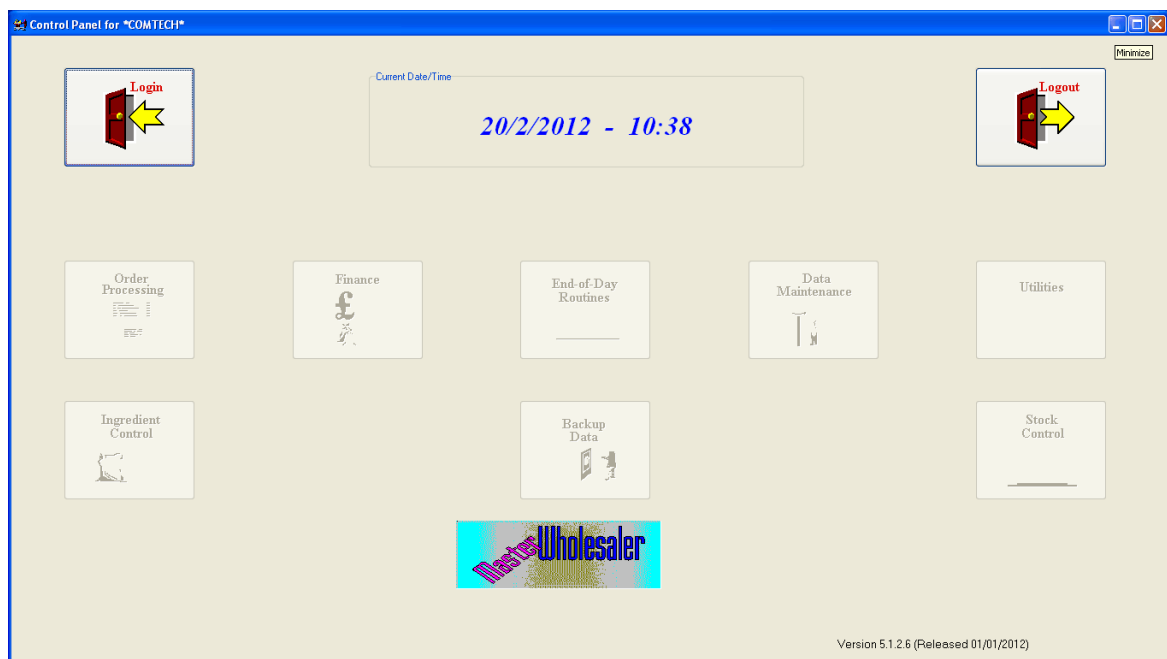 Control Panel for *COMTECH*
Minimize
Login
Current Date/Time
20/2/2012 - 10:38
Logout
Order
Processing
Finance
£
End-of-Day
Routines
Data
Maintenance
Utilities
Ingredient
Control
Backup
Data
Stock
Control
Master Wholesaler
Version 5.1.2.6 (Released 01/01/2012)